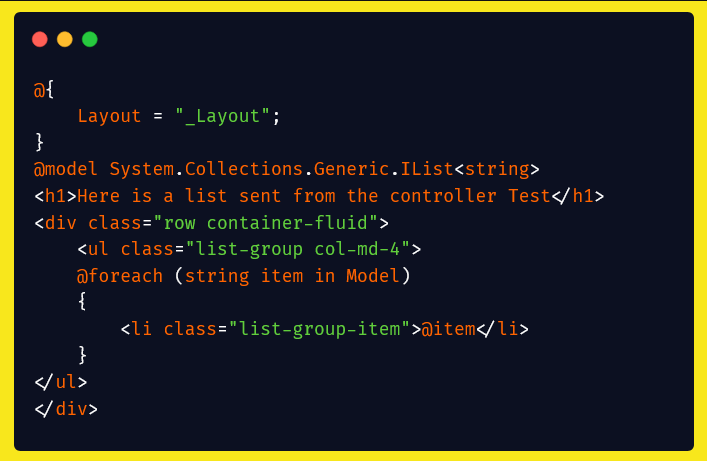 @{
    Layout = "_Layout";
}
@model System.Collections.Generic.IList<string>
<h1>Here is a list sent from the controller Test</h1>
<div class="row container-fluid">
    <ul class="list-group col-md-4">
    @foreach (string item in Model)
    {
        <li class="list-group-item">@item</li>
    }
</ul>
</div>